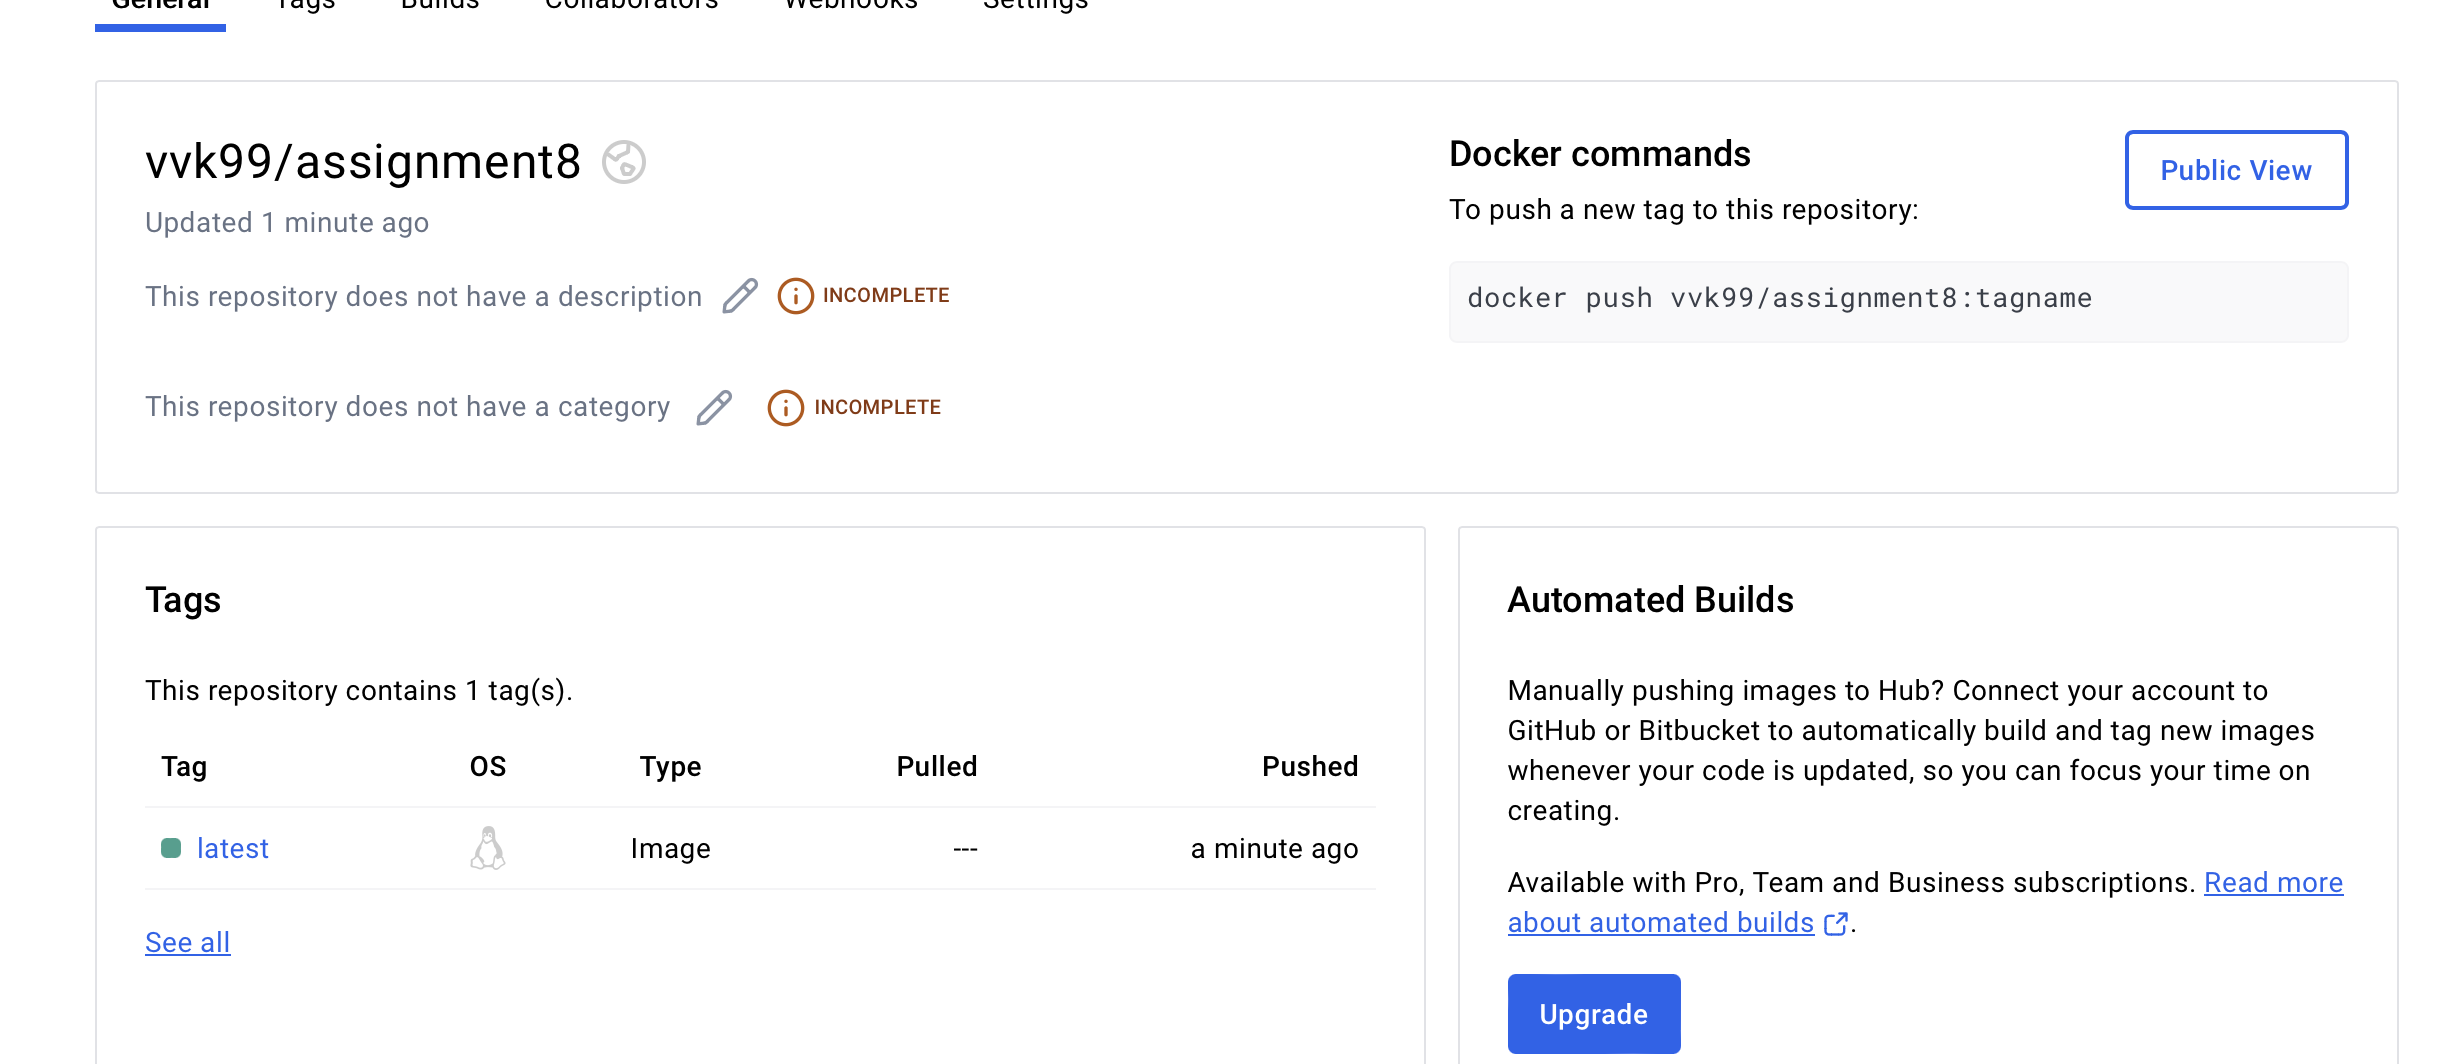 General Tags Builds Collaborators Webhooks Settings
vvk99/assignment8
Updated 1 minute ago
This repository does not have a description INCOMPLETE
This repository does not have a category INCOMPLETE
Docker commands
To push a new tag to this repository:
Public View
docker push vvk99/assignment8:tagname
Tags
This repository contains 1 tag(s).
Tag OS Type Pulled Pushed
latest Image --- a minute ago
See all
Automated Builds
Manually pushing images to Hub? Connect your account to
GitHub or Bitbucket to automatically build and tag new images
whenever your code is updated, so you can focus your time on
creating.
Available with Pro, Team and Business subscriptions. Read more
about automated builds.
Upgrade